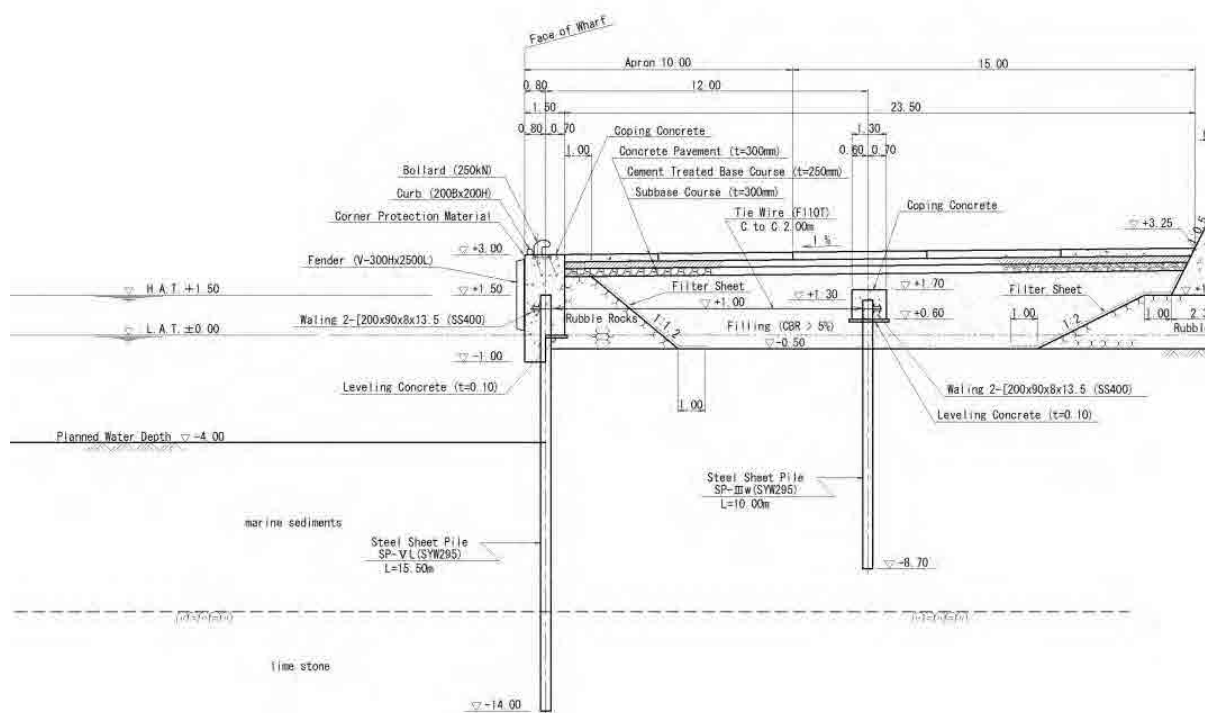 Face of Wharf
Apron 10.00
15.00
0.80
12.00
1.50
23.50
0.80 0.70
Coping Concrete
1.30
1.00
Concrete Pavement (t=300mm)
0.60 0.70
Bollard (250kN)
Cement Treated Base Course (t=250mm)
Curb (200Bx200H)
Subbase Course (t=300mm)
Corner Protection Material
Tie Wire (F110T)
C to C 2.00m
Coping Concrete
▽ +3.00
1 %
▽ +3.25
1:0.5
Fender (V-300Hx2500L)
H.A.T. +1.50
▽ +1.50
Filter Sheet
▽ +1.00
▽ +1.30
▽ +1.70
Filter Sheet
Waling 2-[200x90x8x13.5 (SS400)
Rubble Rocks
1:1.2
Filling (CBR > 5%)
▽ +0.60
1.00
1:2
1.00
Rubble
L.A.T. ±0.00
▽ -0.50
▽ -1.00
Leveling Concrete (t=0.10)
1.00
Waling 2-[200x90x8x13.5 (SS400)
Leveling Concrete (t=0.10)
Planned Water Depth ▽ -4.00
Steel Sheet Pile
SP-Ⅲw(SYW295)
L=10.00m
marine sediments
Steel Sheet Pile
SP-ⅤL(SYW295)
L=15.50m
▽ -8.70
lime stone
▽ -14.00